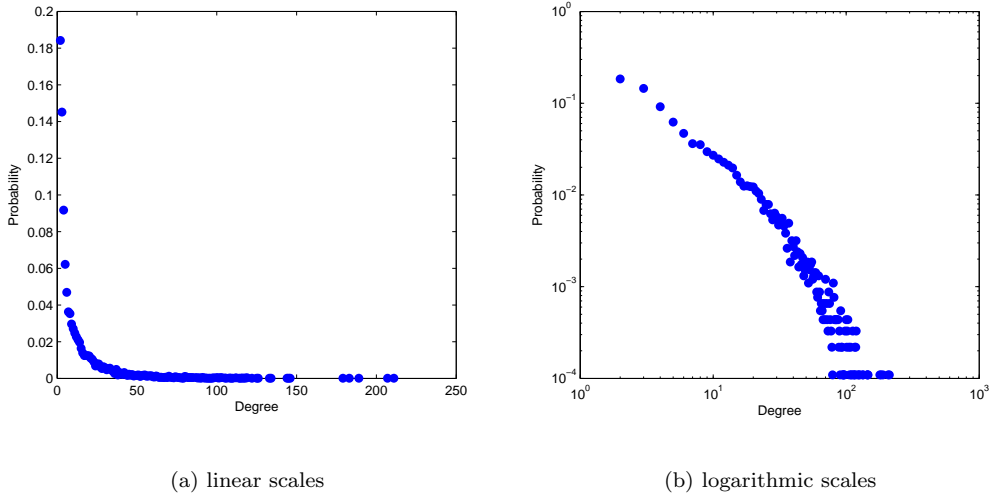 0.2
0.18
0.16
0.14
0.12
0.1
0.08
0.06
0.04
0.02
0
Probability
0 50 100 150 200 250
Degree
(a) linear scales
10^0
10^-1
10^-2
10^-3
10^-4
Probability
10^0 10^1 10^2 10^3
Degree
(b) logarithmic scales